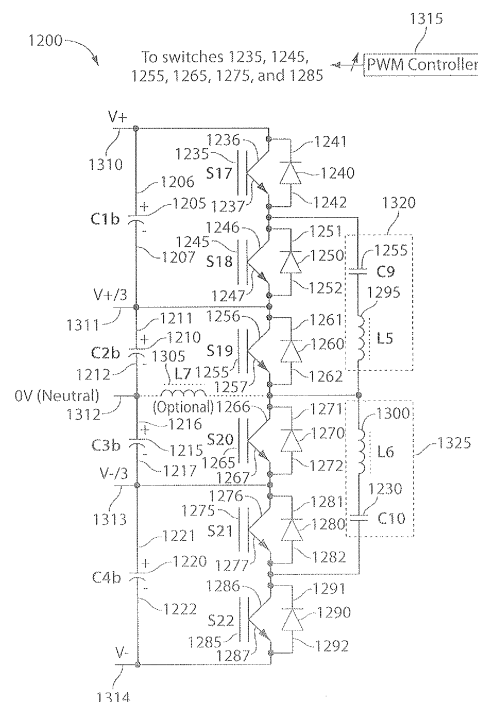 1200
To switches 1235, 1245,
1255, 1265, 1275, and 1285
1315
PWM Controller
V+
1310
1236
1235
S17
1241
1240
1237
1242
1206
+
1205
C1b
-
1207
1320
1246
1245
S18
1251
1250
1247
1252
1255
C9
V+/3
1311
1211
+
1210
C2b
1212
-
1256
S19
1255
1257
1261
1260
1262
1295
L5
1305
L7
(Optional)
0V (Neutral)
1312
1216
+
C3b
1215
-
1217
1266
S20
1265
1267
1271
1270
1272
1300
L6
1325
V-/3
1313
1230
C10
1276
1275
S21
1277
1281
1280
1282
1221
+
1220
C4b
-
1222
1286
S22
1285
1287
1291
1290
1292
V-
1314